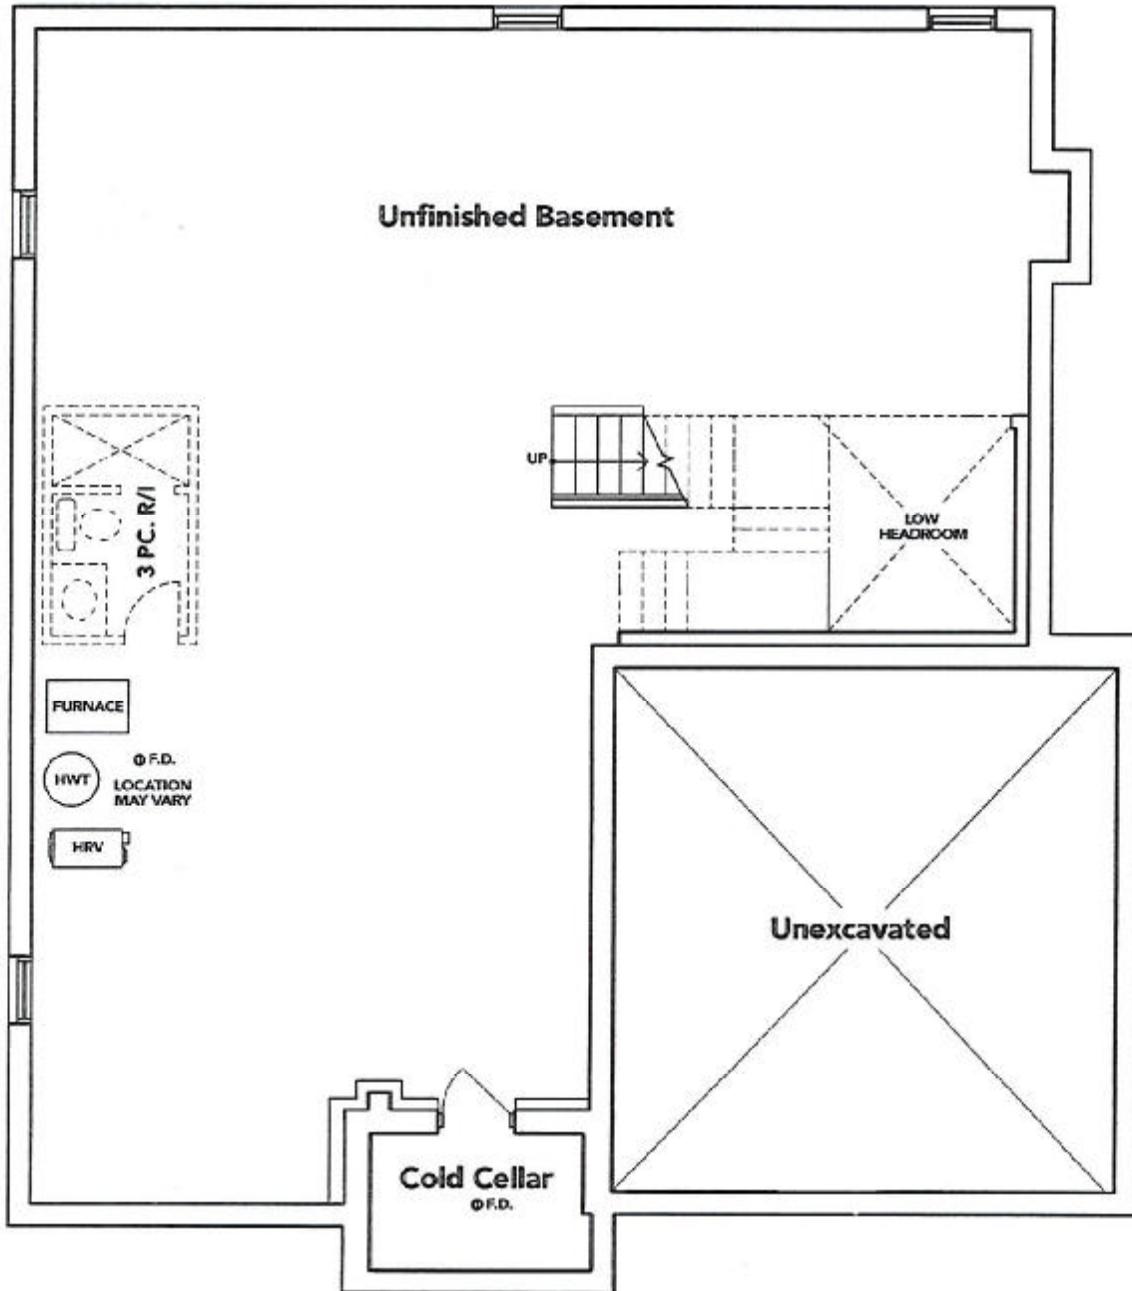 Unfinished Basement
UP
LOW
HEADROOM
3 PC. R/I
FURNACE
HWT
Φ F.D.
LOCATION
MAY VARY
HRV
Unexcavated
Cold Cellar
Φ F.D.